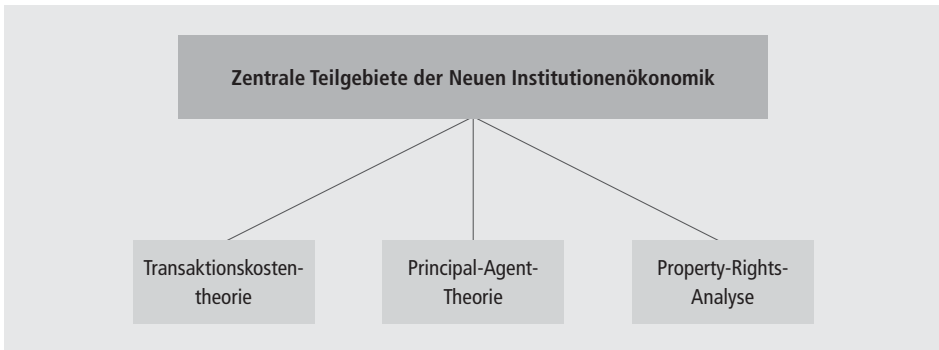 Zentrale Teilgebiete der Neuen Institutionenökonomik
Transaktionskosten-
theorie
Principal-Agent-
Theorie
Property-Rights-
Analyse